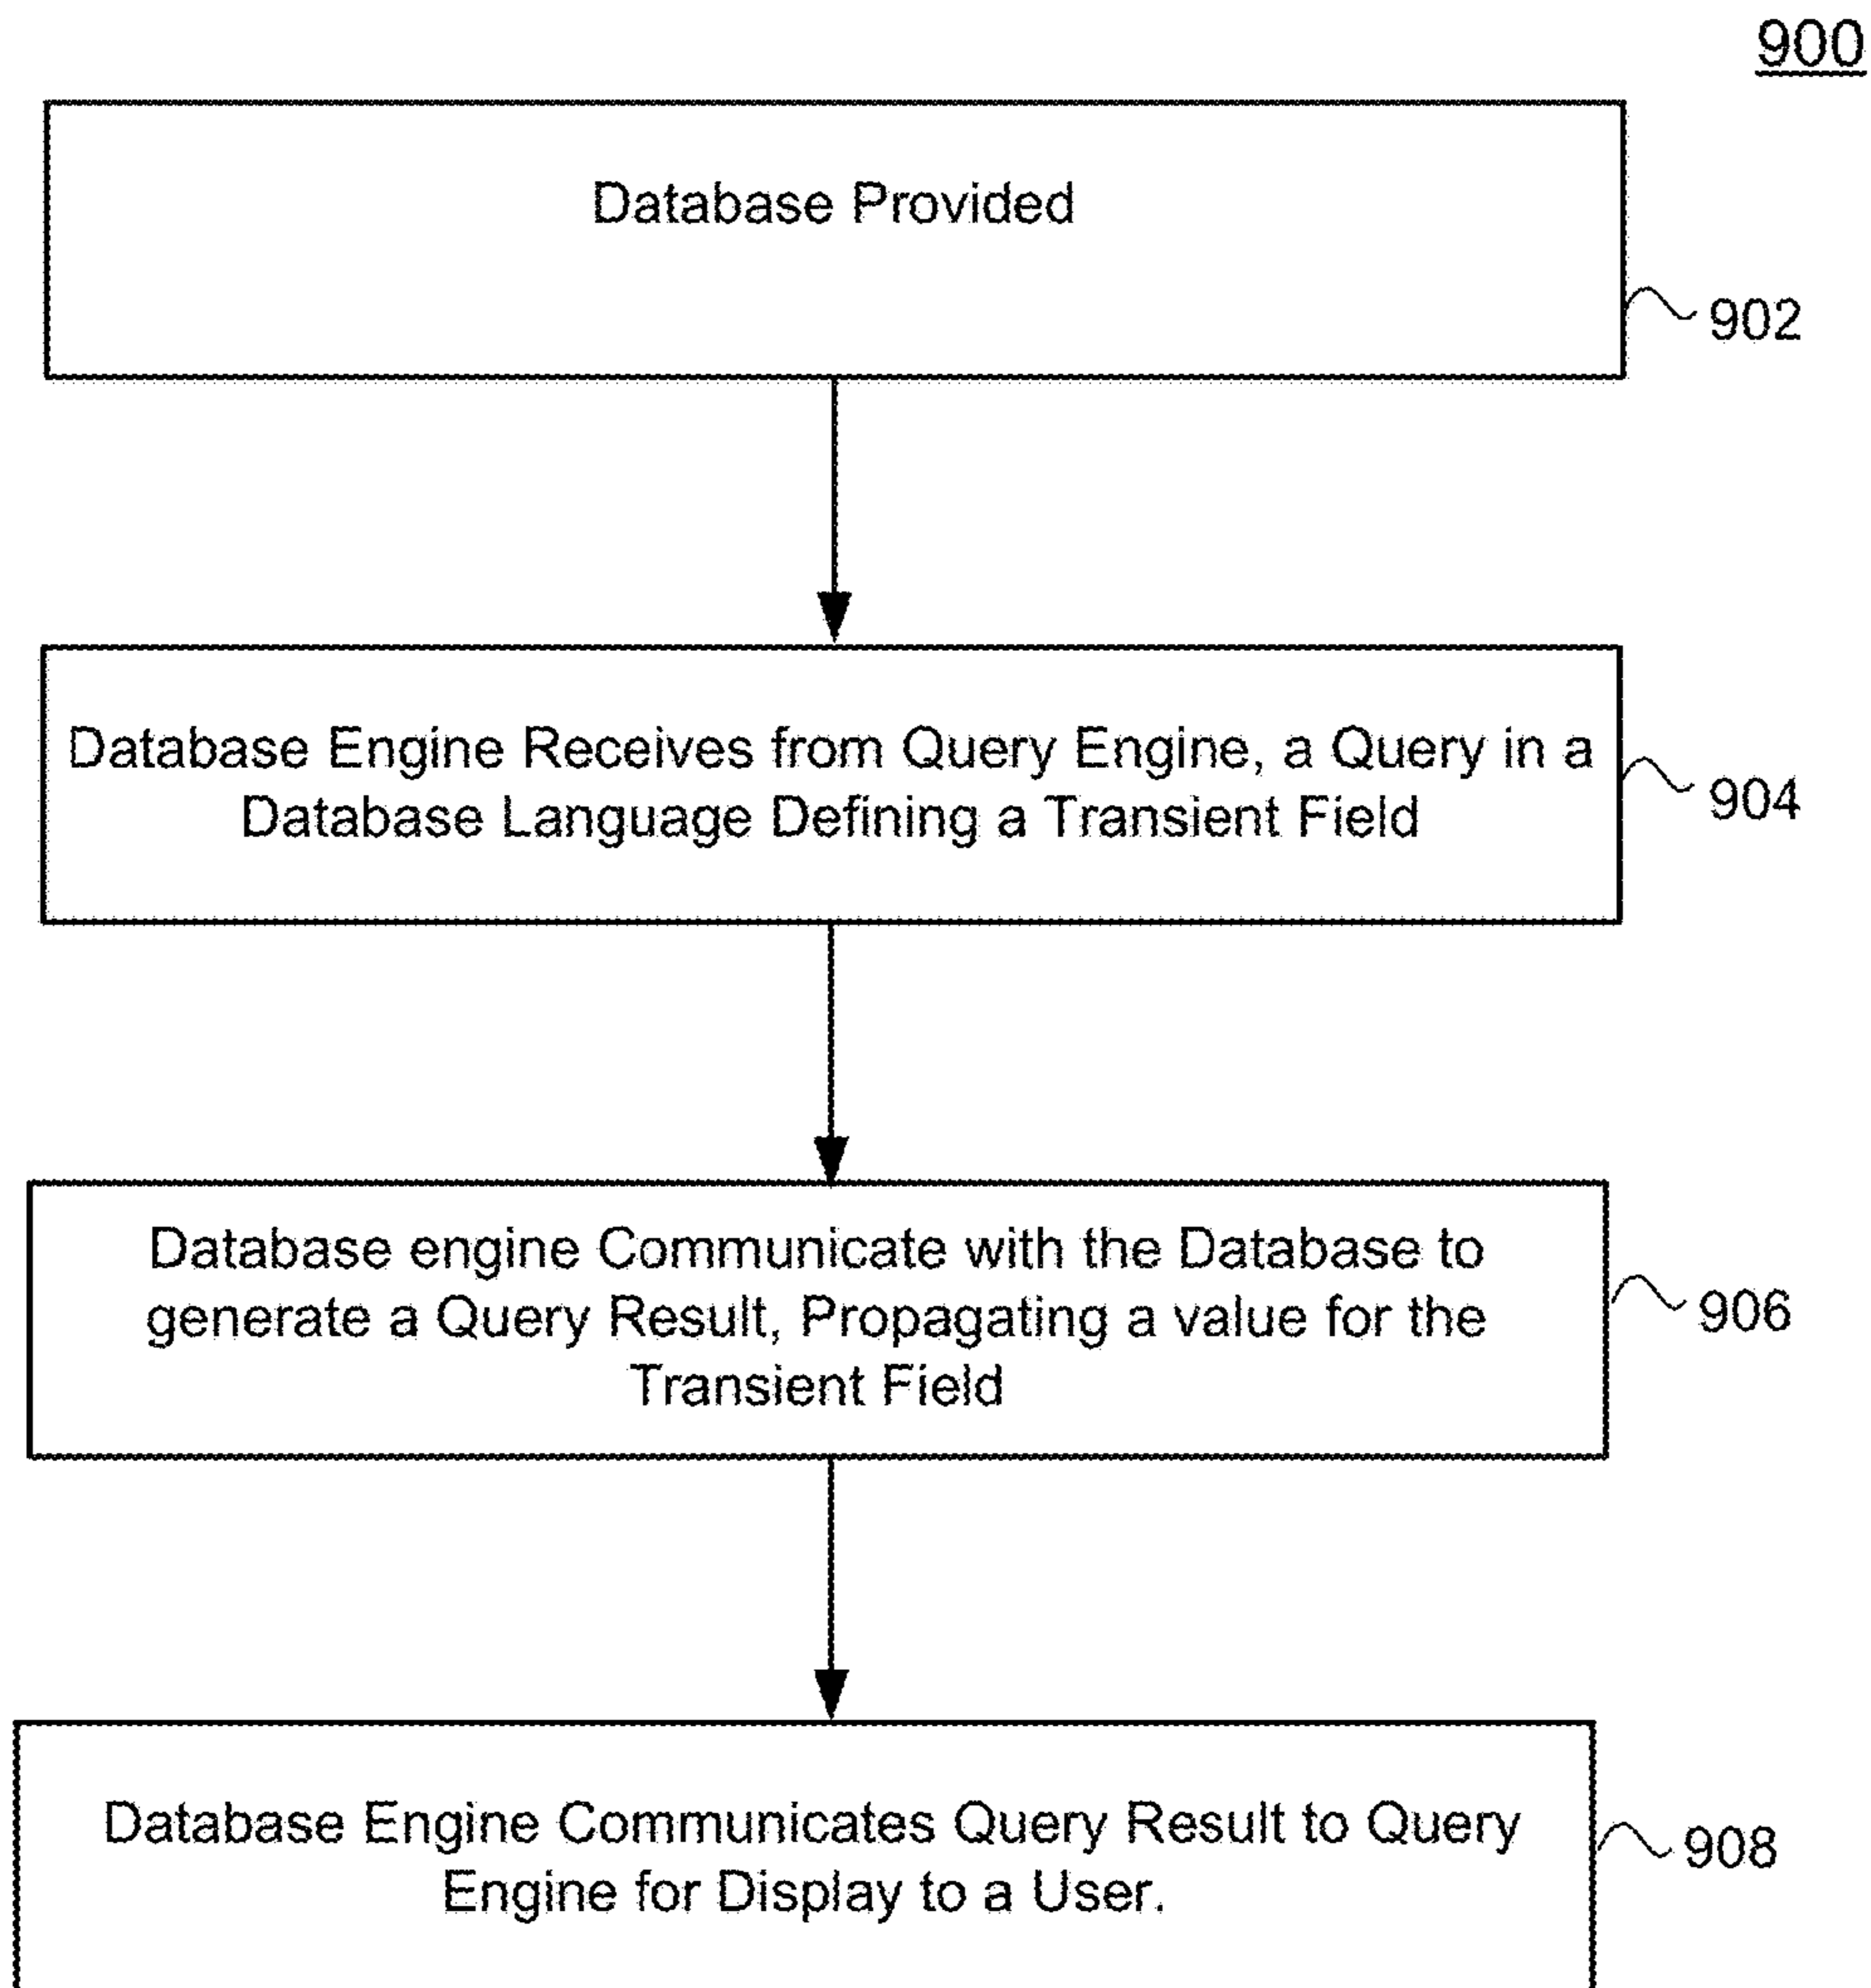 900
Database Provided
902
Database Engine Receives from Query Engine, a Query in a
Database Language Defining a Transient Field
904
Database engine Communicate with the Database to
generate a Query Result, Propagating a value for the
Transient Field
906
Database Engine Communicates Query Result to Query
Engine for Display to a User.
908